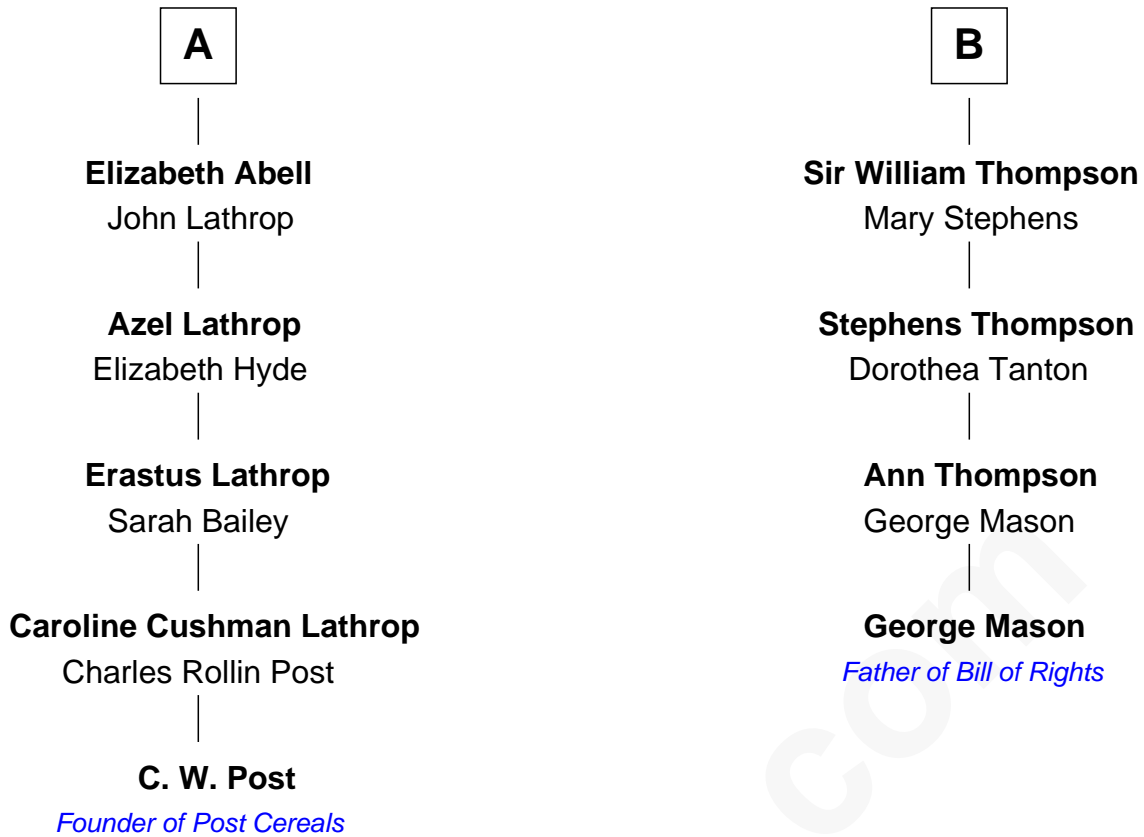 A
Elizabeth Abell
John Lathrop
Azel Lathrop
Elizabeth Hyde
Erastus Lathrop
Sarah Bailey
Caroline Cushman Lathrop
Charles Rollin Post
C. W. Post
Founder of Post Cereals
B
Sir William Thompson
Mary Stephens
Stephens Thompson
Dorothea Tanton
Ann Thompson
George Mason
George Mason
Father of Bill of Rights
com